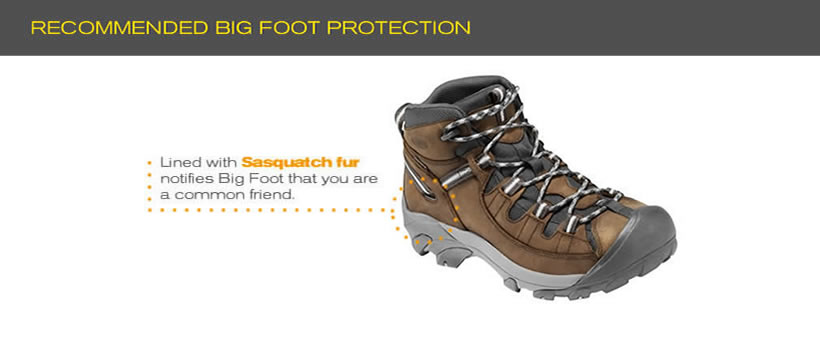 RECOMMENDED BIG FOOT PROTECTION
Lined with Sasquatch fur
notifies Big Foot that you are
a common friend.